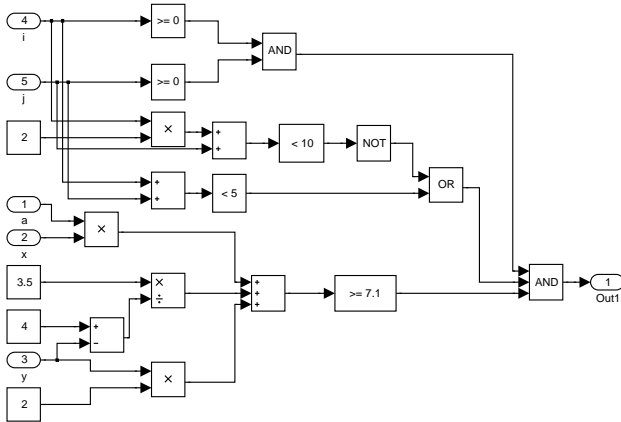 4
i
>= 0
AND
5
j
>= 0
2
×
+
+
< 10
NOT
+
+
< 5
OR
1
a
2
x
×
3.5
×
÷
+
+
+
>= 7.1
AND
1
Out1
4
+
−
3
y
×
2